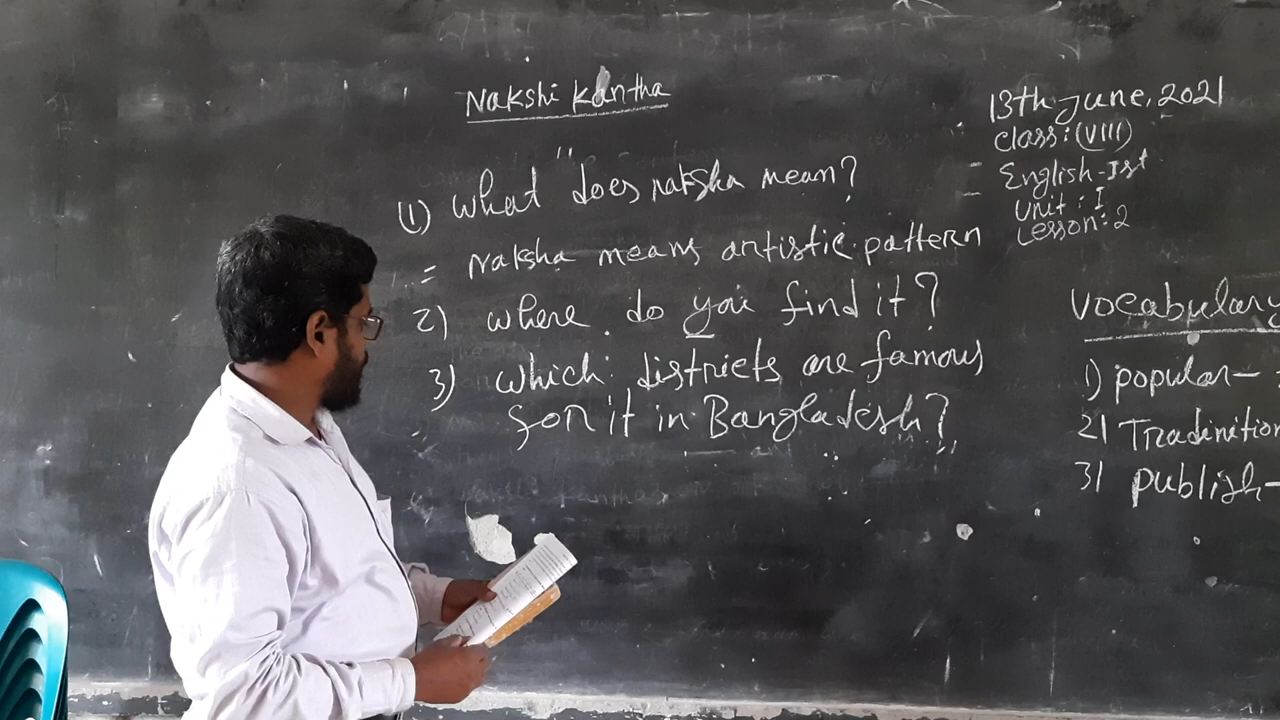 Nakshi kantha
(1) What does naksha mean?
= Naksha means artistic pattern
2) where do you find it?
3) which districts are famous
for it in Bangladesh?
13th June, 2021
Class: (VIII)
English-Ist
Unit: I
Lesson: 2
Vocabulary
1) popular-
2) Tradinition
3) publish-